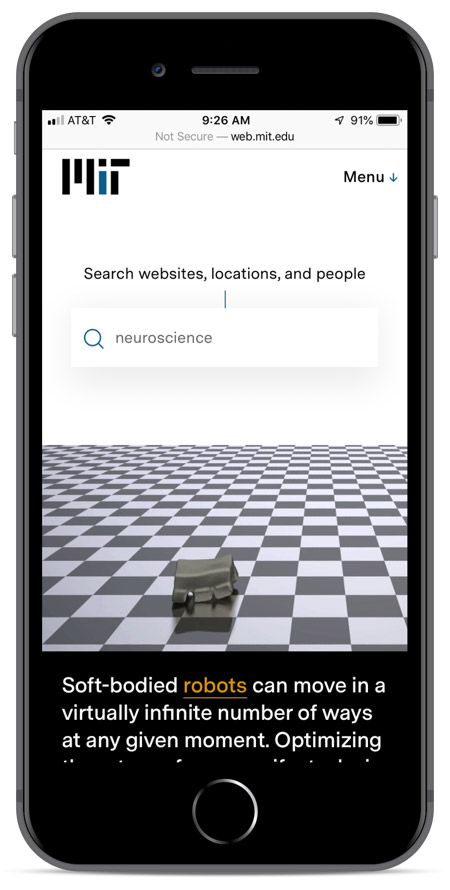 AT&T 9:26 AM 91%
Not Secure — web.mit.edu
MIT Menu ↓
Search websites, locations, and people
neuroscience
Soft-bodied robots can move in a
virtually infinite number of ways
at any given moment. Optimizing